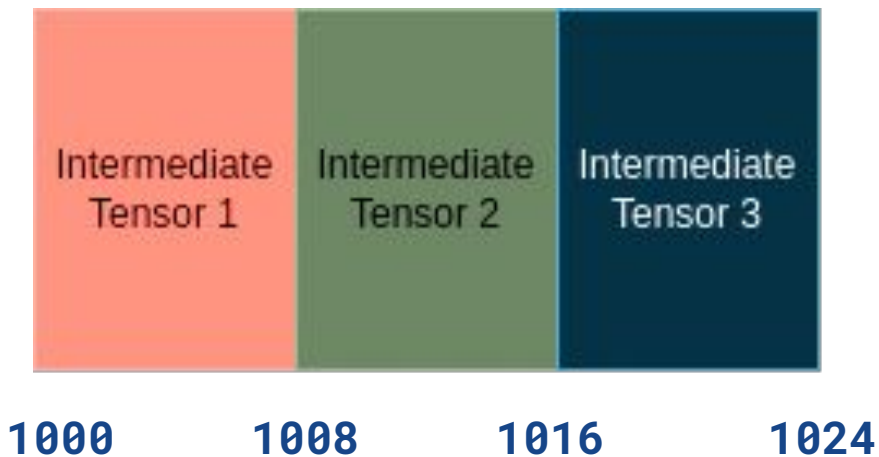 Intermediate
Tensor 1
Intermediate
Tensor 2
Intermediate
Tensor 3
1000 1008 1016 1024